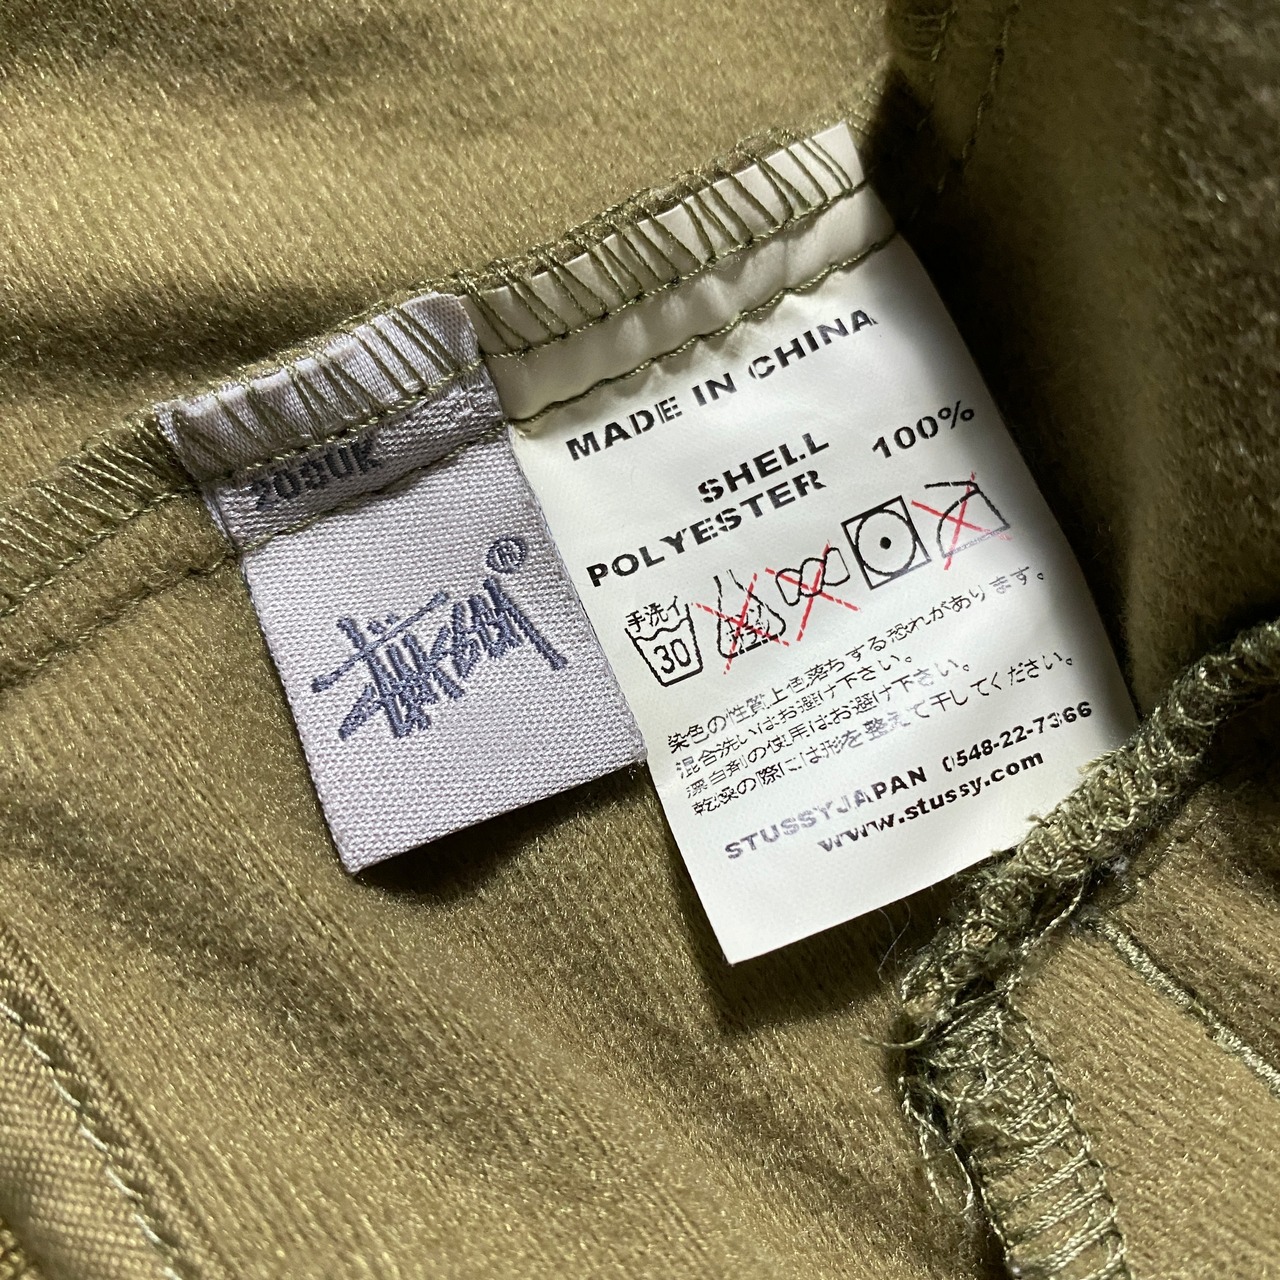 STÜSSY®
MADE IN CHINA
SHELL
POLYESTER 100%
手洗イ
30
染色の性質上色落ちする恐れがあります。
混合洗いはお避け下さい。
漂白剤の使用はお避け下さい。
乾燥の際には形を整えて干してください。
STUSSYJAPAN 0548-22-7366
www.stussy.com